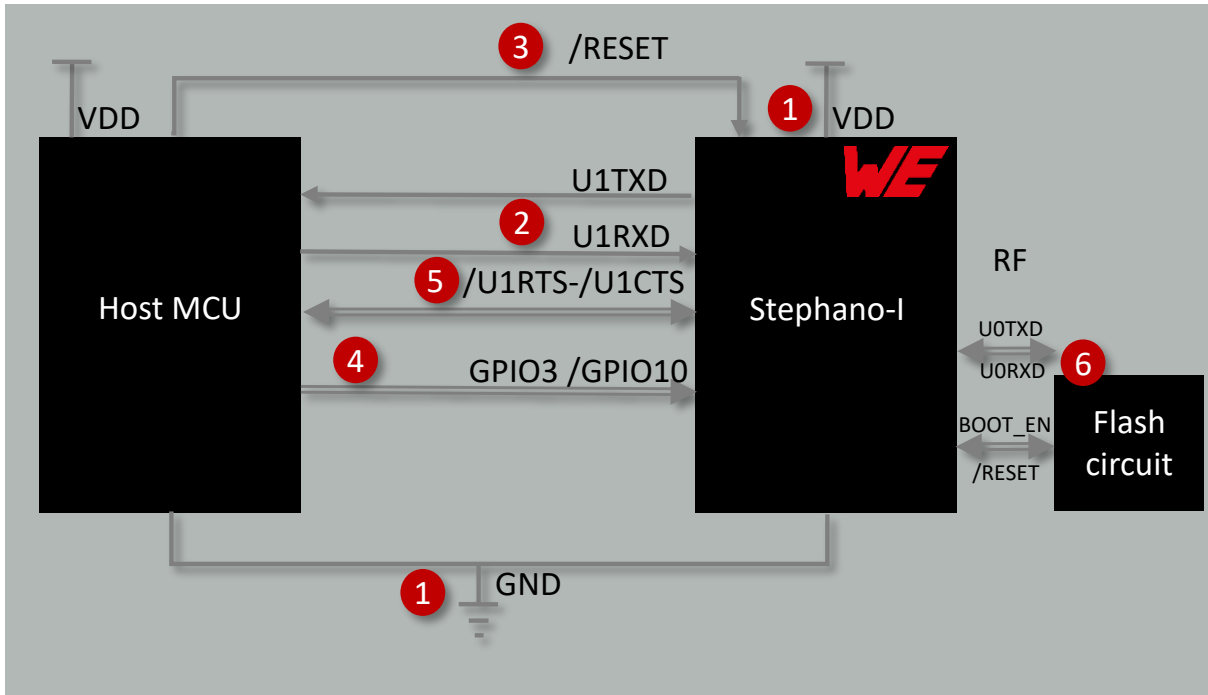 3 /RESET
VDD
1
VDD
WE
U1TXD
2
U1RXD
5 /U1RTS-/U1CTS
RF
Host MCU
Stephano-I
U0TXD
4
GPIO3 /GPIO10
U0RXD
6
BOOT_EN
/RESET
Flash
circuit
1
GND